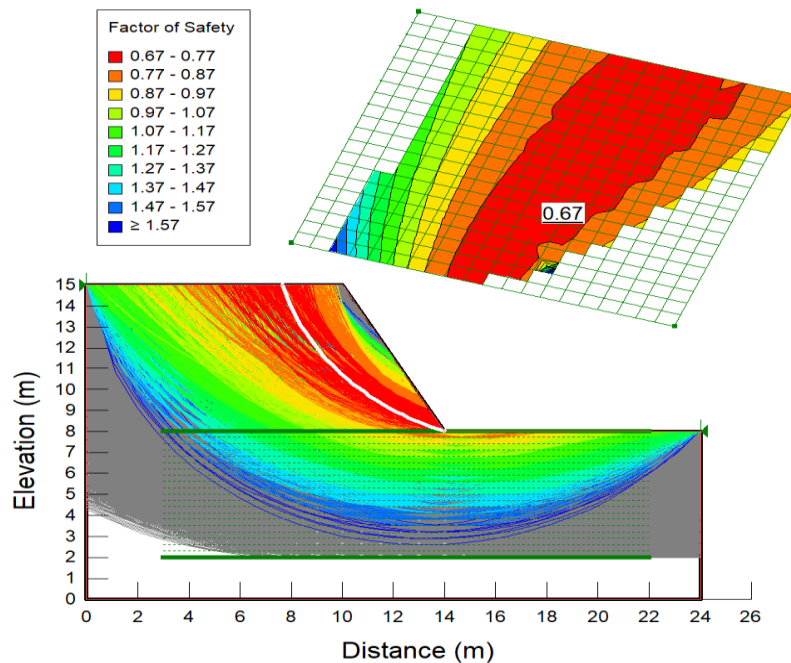 Factor of Safety
0.67 - 0.77
0.77 - 0.87
0.87 - 0.97
0.97 - 1.07
1.07 - 1.17
1.17 - 1.27
1.27 - 1.37
1.37 - 1.47
1.47 - 1.57
≥ 1.57
0.67
15
14
13
12
11
10
9
8
7
6
5
4
3
2
1
0
Elevation (m)
0 2 4 6 8 10 12 14 16 18 20 22 24 26
Distance (m)